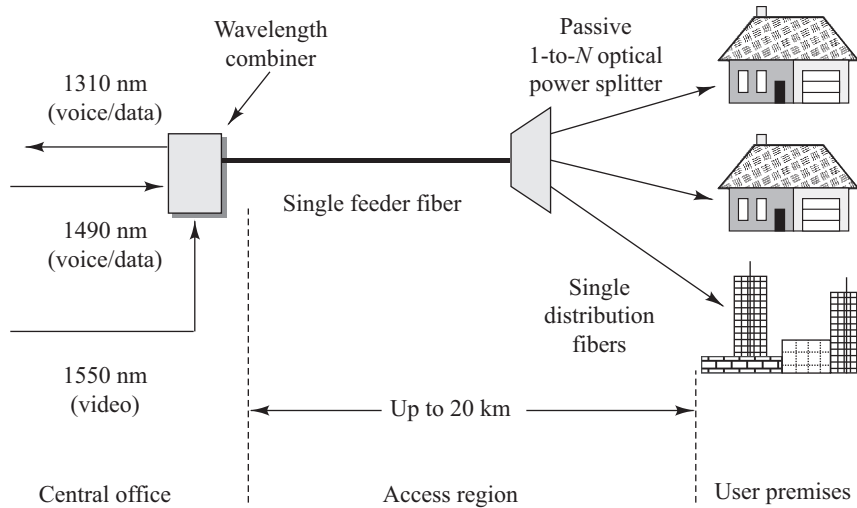 Wavelength
combiner
Passive
1-to-N optical
power splitter
1310 nm
(voice/data)
Single feeder fiber
1490 nm
(voice/data)
Single
distribution
fibers
1550 nm
(video)
Up to 20 km
Central office
Access region
User premises